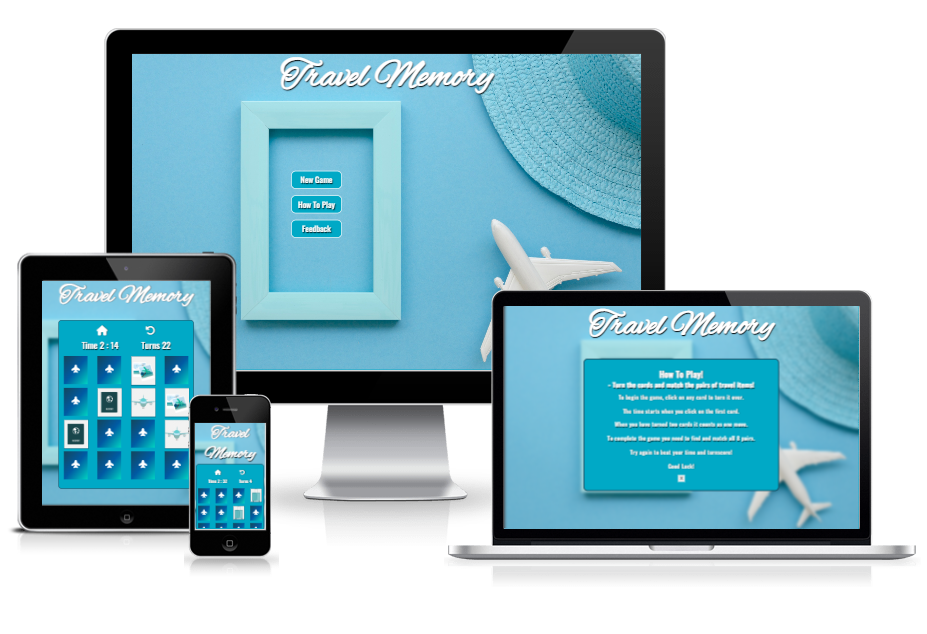 Travel Memory
New Game
How To Play
Feedback
Travel Memory
Time 2 : 14 Turns 22
Travel
Memory
Turns 4
Travel Memory
How To Play!
- Turn the cards and match the pairs of travel items!
To begin the game, click on any card to turn it over.
The time starts when you click on the first card.
When you have turned two cards it counts as one move.
To complete the game you need to find and match all 8 pairs.
Try again to beat your time and turnscore!
Good Luck!